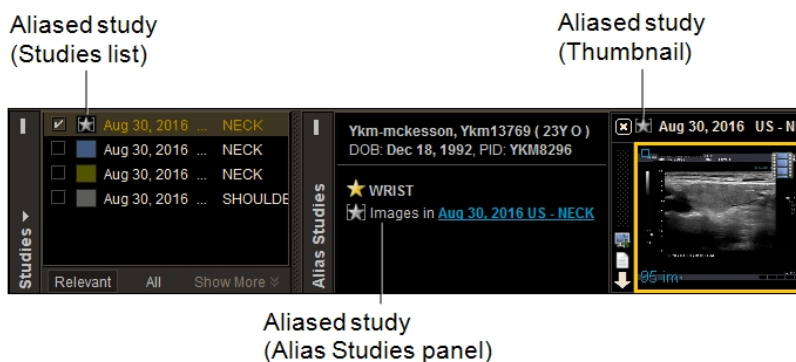 Aliased study
(Studies list)
Aliased study
(Thumbnail)
Studies
Aug 30, 2016 ... NECK
Aug 30, 2016 ... NECK
Aug 30, 2016 ... NECK
Aug 30, 2016 ... SHOULDE
Relevant All Show More
Alias Studies
Ykm-mckesson, Ykm13769 ( 23Y O )
DOB: Dec 18, 1992, PID: YKM8296
WRIST
Images in Aug 30, 2016 US - NECK
Aug 30, 2016 US - N
95 im
Aliased study
(Alias Studies panel)